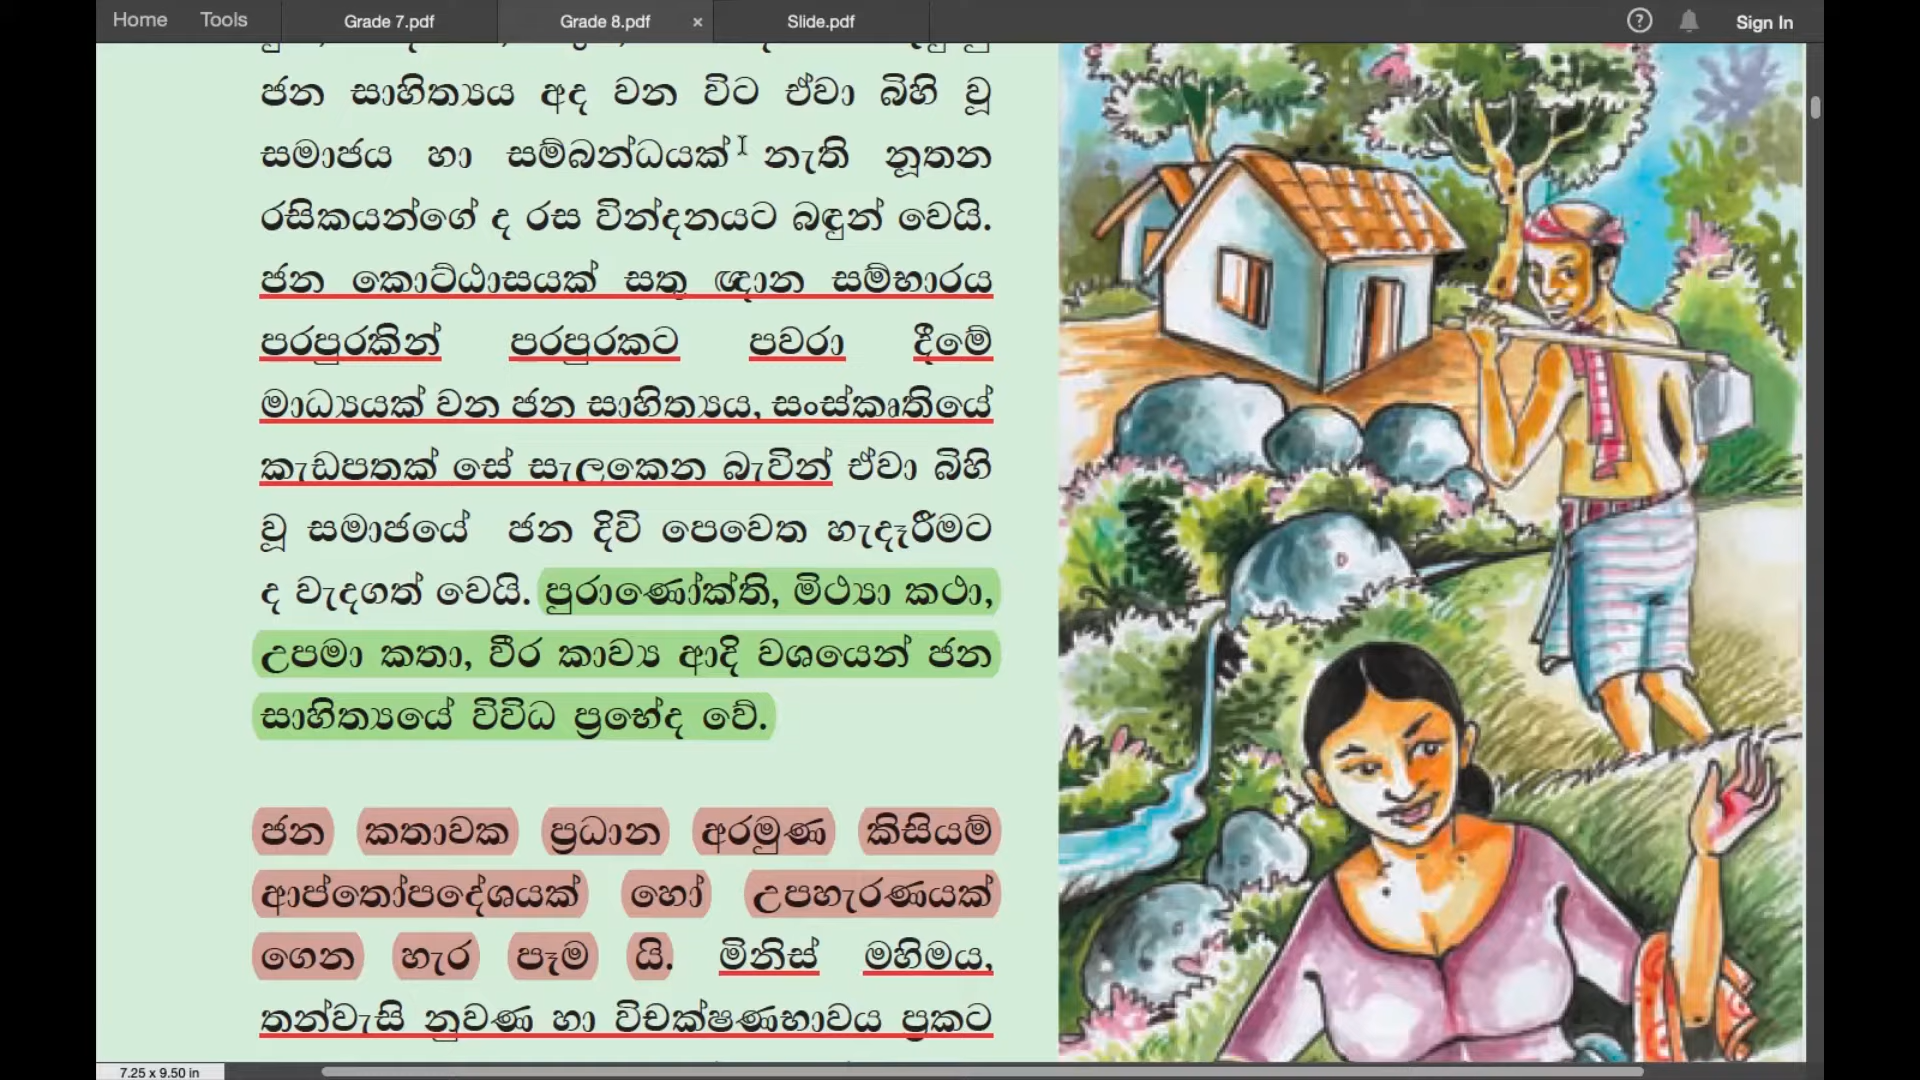 Home Tools Grade 7.pdf Grade 8.pdf × Slide.pdf ? Sign In
ජන සාහිත්‍යය අද වන විට ඒවා බිහි වූ
සමාජය හා සම්බන්ධයක් නැති නූතන
රසිකයන්ගේ ද රස වින්දනයට බඳුන් වෙයි.
ජන කොට්ඨාසයක් සතු ඥාන සම්භාරය
පරපුරකින් පරපුරකට පවරා දීමේ
මාධ්‍යයක් වන ජන සාහිත්‍යය, සංස්කෘතියේ
කැඩපතක් සේ සැලකෙන බැවින් ඒවා බිහි
වූ සමාජයේ ජන දිවි පෙවෙත හැදෑරීමට
ද වැදගත් වෙයි. පුරාණෝක්ති, මිථ්‍යා කථා,
උපමා කතා, වීර කාව්‍ය ආදි වශයෙන් ජන
සාහිත්‍යයේ විවිධ ප්‍රභේද වේ.
ජන කතාවක ප්‍රධාන අරමුණ කිසියම්
ආප්තෝපදේශයක් හෝ උපහැරණයක්
ගෙන හැර පෑම යි. මිනිස් මහිමය,
තන්වැසි නුවණ හා විචක්ෂණභාවය ප්‍රකට
7.25 x 9.50 in